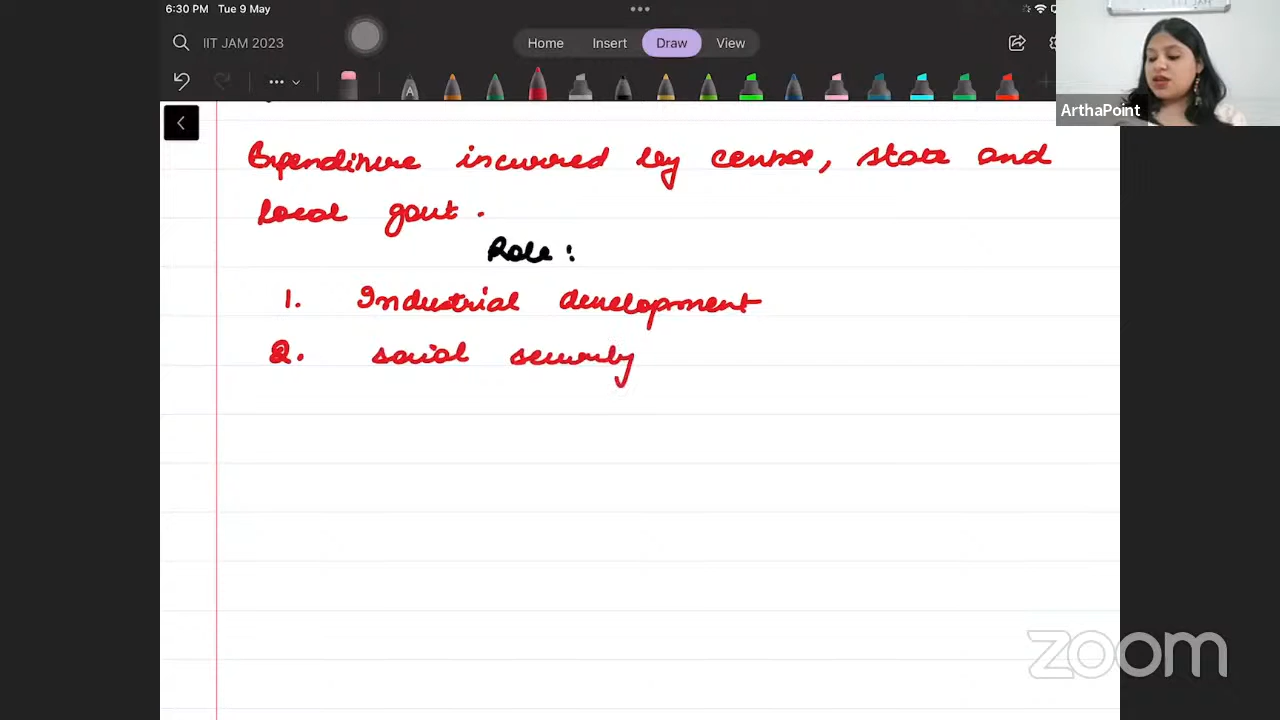 6:30 PM Tue 9 May
IIT JAM 2023
Home Insert Draw View
A
ArthaPoint
Expenditure incurred by central, state and
local govt.
Role:
1. Industrial development
2. social security
zoom